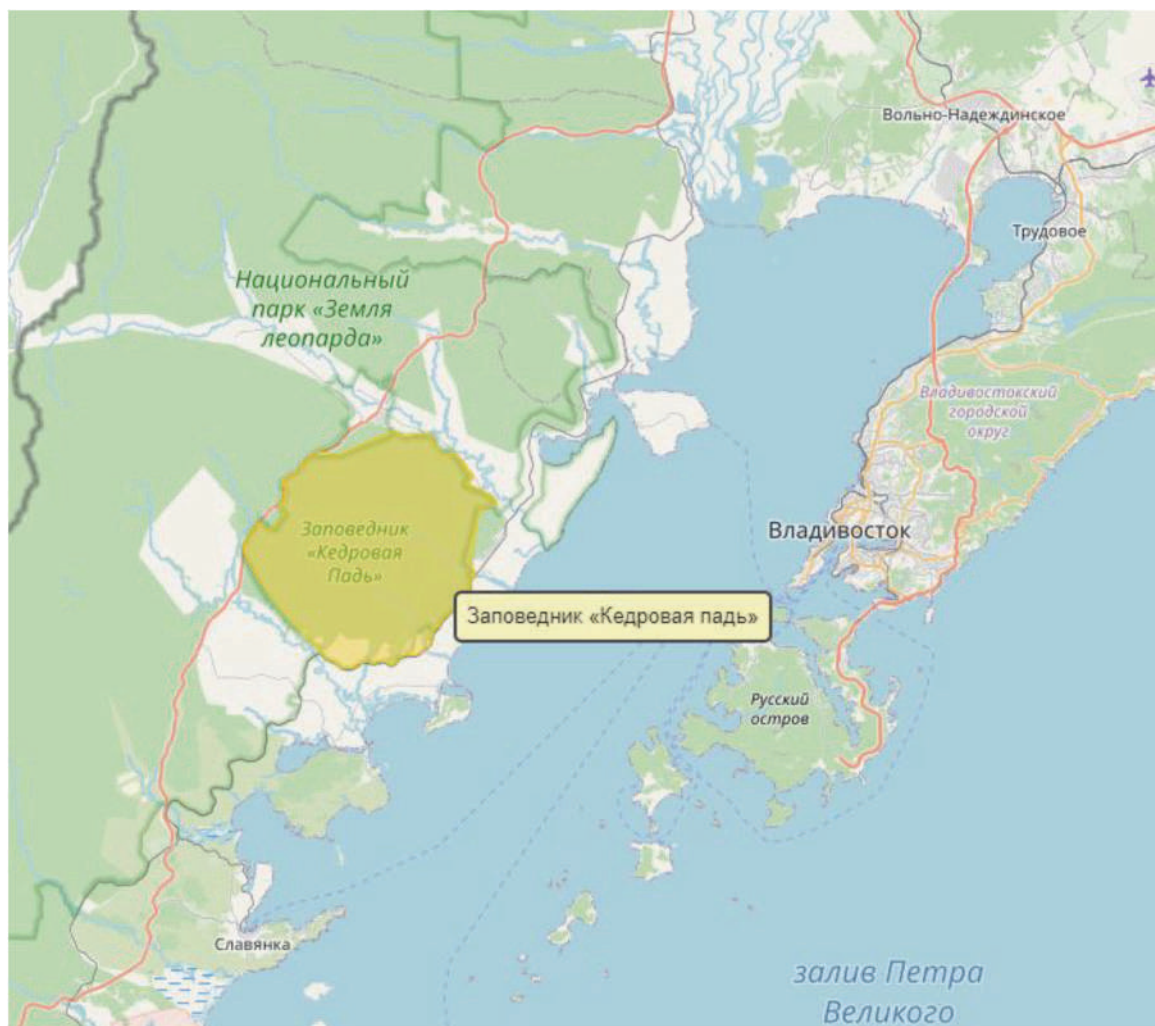 Вольно-Надеждинское
Трудовое
Национальный
парк «Земля
леопарда»
Владивостокский
городской
округ
Заповедник
«Кедровая
Падь»
Владивосток
Заповедник «Кедровая падь»
Русский
остров
Славянка
залив Петра
Великого